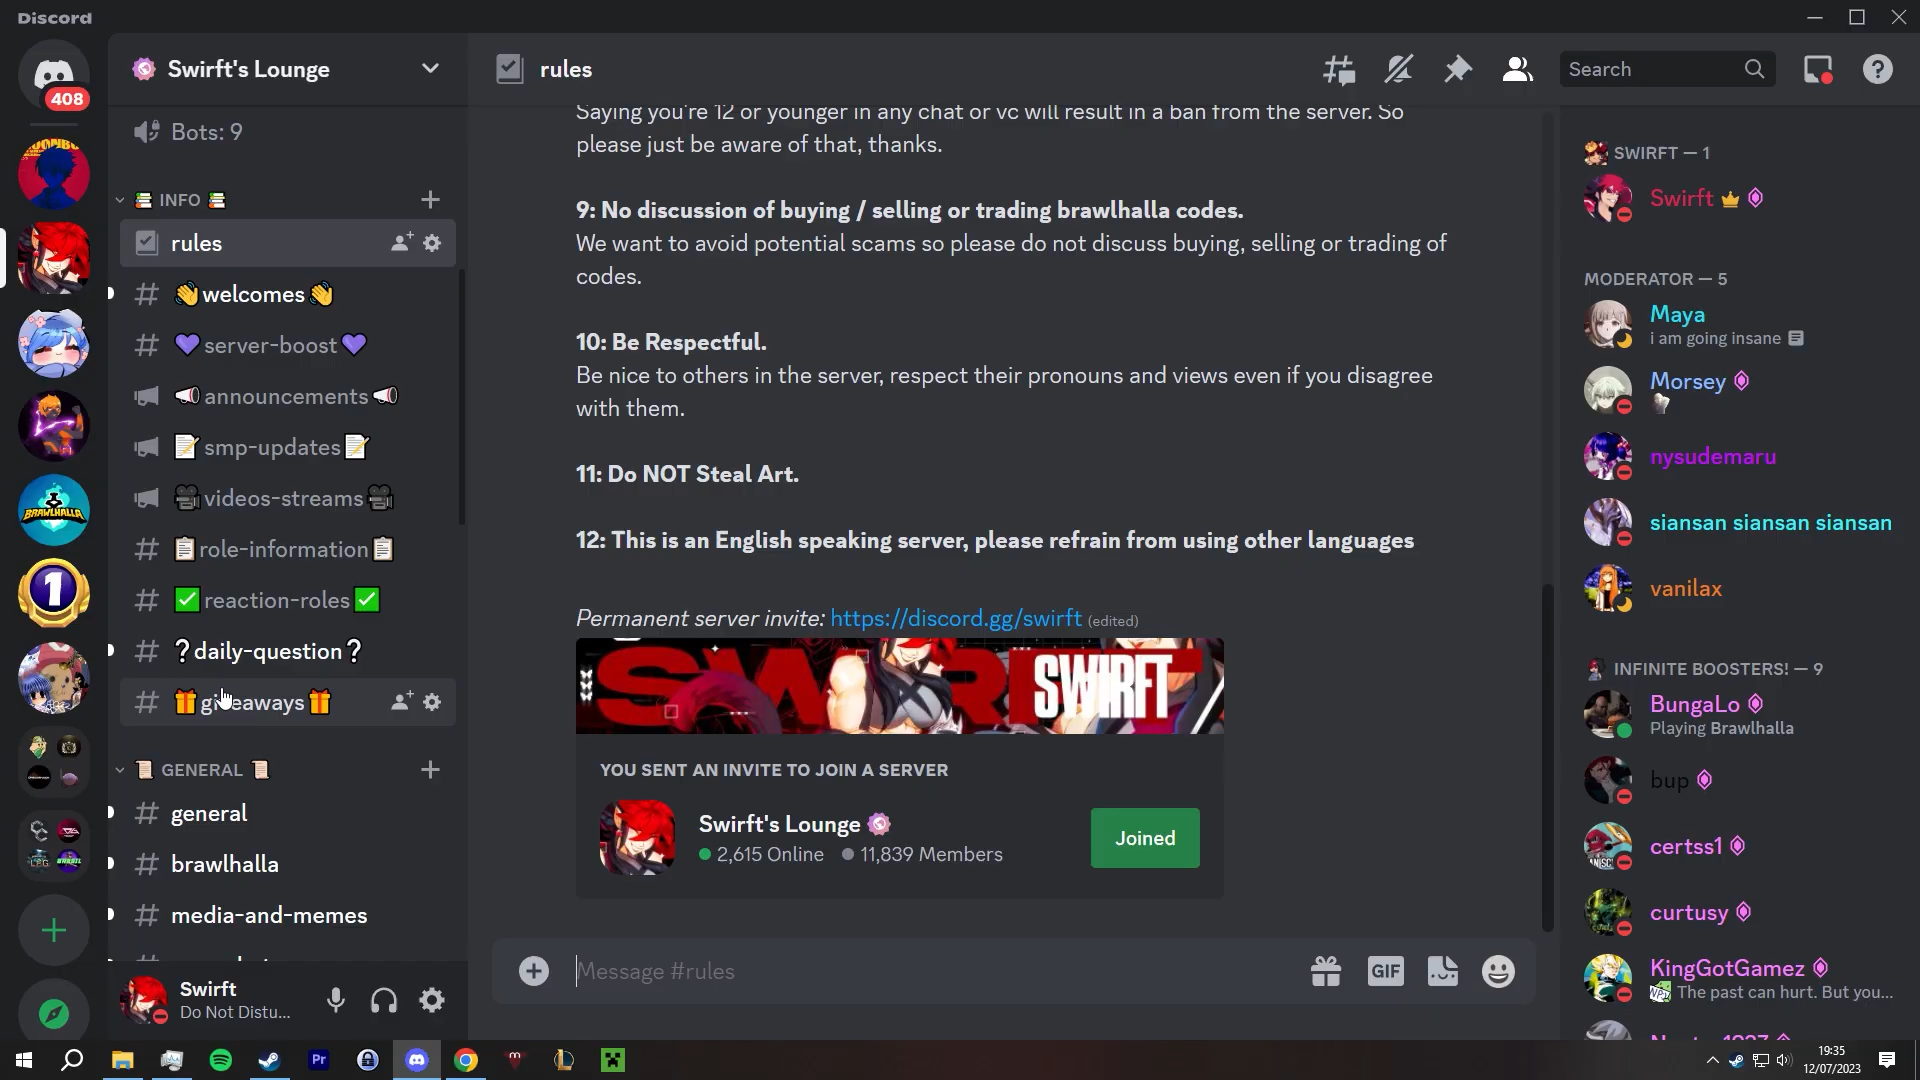 Discord
408
Swirft's Lounge
Bots: 9
INFO
rules
welcomes
server-boost
announcements
smp-updates
videos-streams
role-information
reaction-roles
?daily-question?
giveaways
GENERAL
general
brawlhalla
media-and-memes
Swirft
Do Not Distu...
rules
Search
Saying you're 12 or younger in any chat or vc will result in a ban from the server. So
please just be aware of that, thanks.
9: No discussion of buying / selling or trading brawlhalla codes.
We want to avoid potential scams so please do not discuss buying, selling or trading of
codes.
10: Be Respectful.
Be nice to others in the server, respect their pronouns and views even if you disagree
with them.
11: Do NOT Steal Art.
12: This is an English speaking server, please refrain from using other languages
Permanent server invite: https://discord.gg/swirft (edited)
SWIRFT
YOU SENT AN INVITE TO JOIN A SERVER
Swirft's Lounge
2,615 Online 11,839 Members
Joined
Message #rules
GIF
SWIRFT — 1
Swirft
MODERATOR — 5
Maya
i am going insane
Morsey
nysudemaru
siansan siansan siansan
vanilax
INFINITE BOOSTERS! — 9
BungaLo
Playing Brawlhalla
bup
certss1
curtusy
KingGotGamez
The past can hurt. But you...
BRAWLHALLA
1
Pr
19:35
12/07/2023